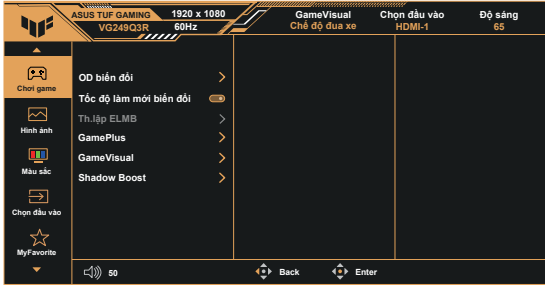 ASUS TUF GAMING 1920 x 1080 GameVisual Chọn đầu vào Độ sáng
VG249Q3R 60Hz Chế độ đua xe HDMI-1 65
Chơi game
Hình ảnh
Màu sắc
Chọn đầu vào
MyFavorite
OD biến đổi
Tốc độ làm mới biến đổi
Th.lập ELMB
GamePlus
GameVisual
Shadow Boost
50 Back Enter